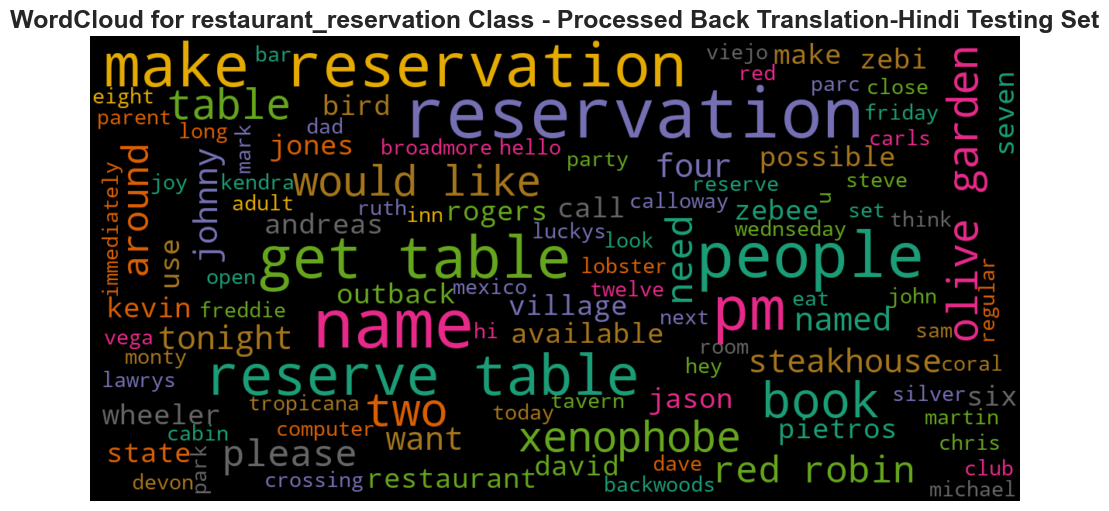 WordCloud for restaurant_reservation Class - Processed Back Translation-Hindi Testing Set
make reservation
bar
viejo
make
zebi
red
parc
close
eight
table
bird
reservation
friday
seven
parent
long
mark
dad
jones
broadmore
hello
party
four
possible
carls
olive garden
immediately
around
joy
johnny
kendra
would like
reserve
steve
adult
ruth
inn
rogers
call
calloway
zebee
u
set
think
andreas
luckys
look
need
wednseday
people
use
open
get table
lobster
outback
mexico
twelve
eat
john
regular
kevin
freddie
name
hi
village
next
pm
named
sam
vega
tonight
available
room
monty
hey
steakhouse
coral
lawrys
reserve table
book
silver
six
wheeler
tropicana
two
today
tavern
jason
martin
cabin
computer
want
xenophobe
pietros
chris
state
park
please
david
dave
red robin
club
devon
crossing
restaurant
backwoods
michael